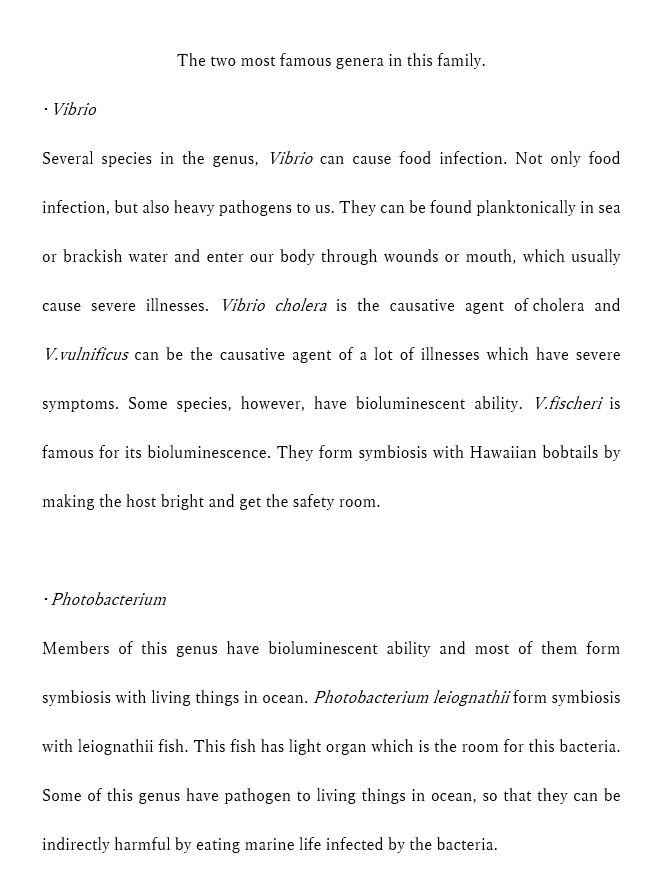 The two most famous genera in this family.
· Vibrio
Several species in the genus, Vibrio can cause food infection. Not only food
infection, but also heavy pathogens to us. They can be found planktonically in sea
or brackish water and enter our body through wounds or mouth, which usually
cause severe illnesses. Vibrio cholera is the causative agent of cholera and
V.vulnificus can be the causative agent of a lot of illnesses which have severe
symptoms. Some species, however, have bioluminescent ability. V.fischeri is
famous for its bioluminescence. They form symbiosis with Hawaiian bobtails by
making the host bright and get the safety room.
· Photobacterium
Members of this genus have bioluminescent ability and most of them form
symbiosis with living things in ocean. Photobacterium leiognathii form symbiosis
with leiognathii fish. This fish has light organ which is the room for this bacteria.
Some of this genus have pathogen to living things in ocean, so that they can be
indirectly harmful by eating marine life infected by the bacteria.